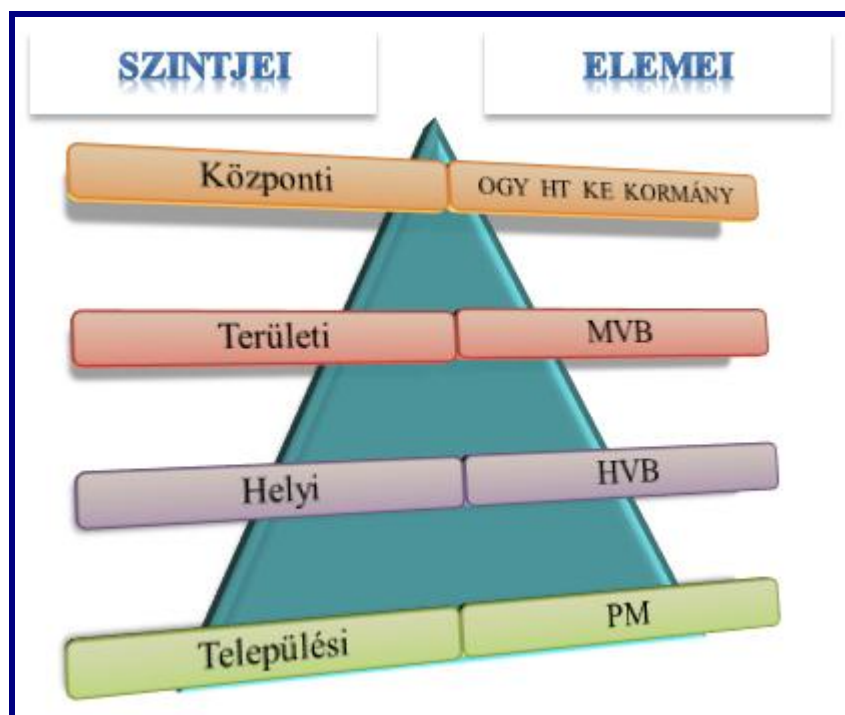 SZINTJEI ELEMEI
Központi OGY HT KE KORMÁNY
Területi MVB
Helyi HVB
Települési PM